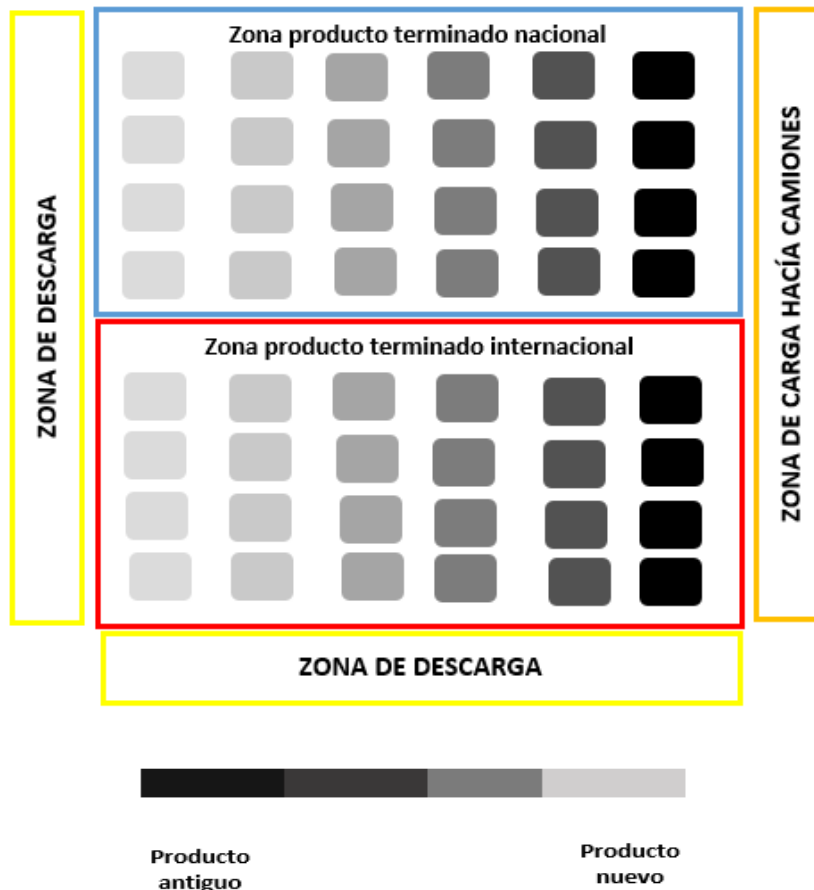 Zona producto terminado nacional
ZONA DE DESCARGA
ZONA DE CARGA HACÍA CAMIONES
Zona producto terminado internacional
ZONA DE DESCARGA
Producto
antiguo
Producto
nuevo